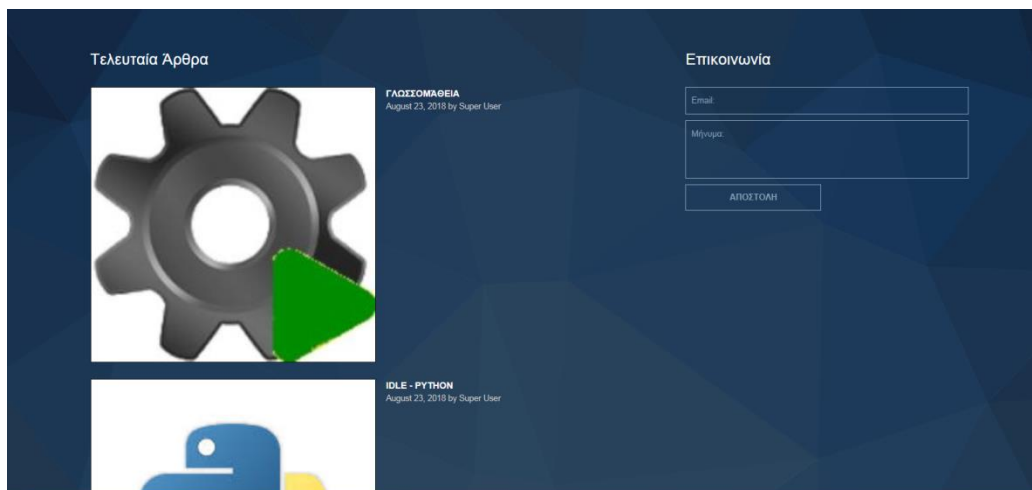 Τελευταία Άρθρα
ΓΛΩΣΣΟΜΆΘΕΙΑ
August 23, 2018 by Super User
IDLE - PYTHON
August 23, 2018 by Super User
Επικοινωνία
Email:
Μήνυμα:
ΑΠΟΣΤΟΛΗ